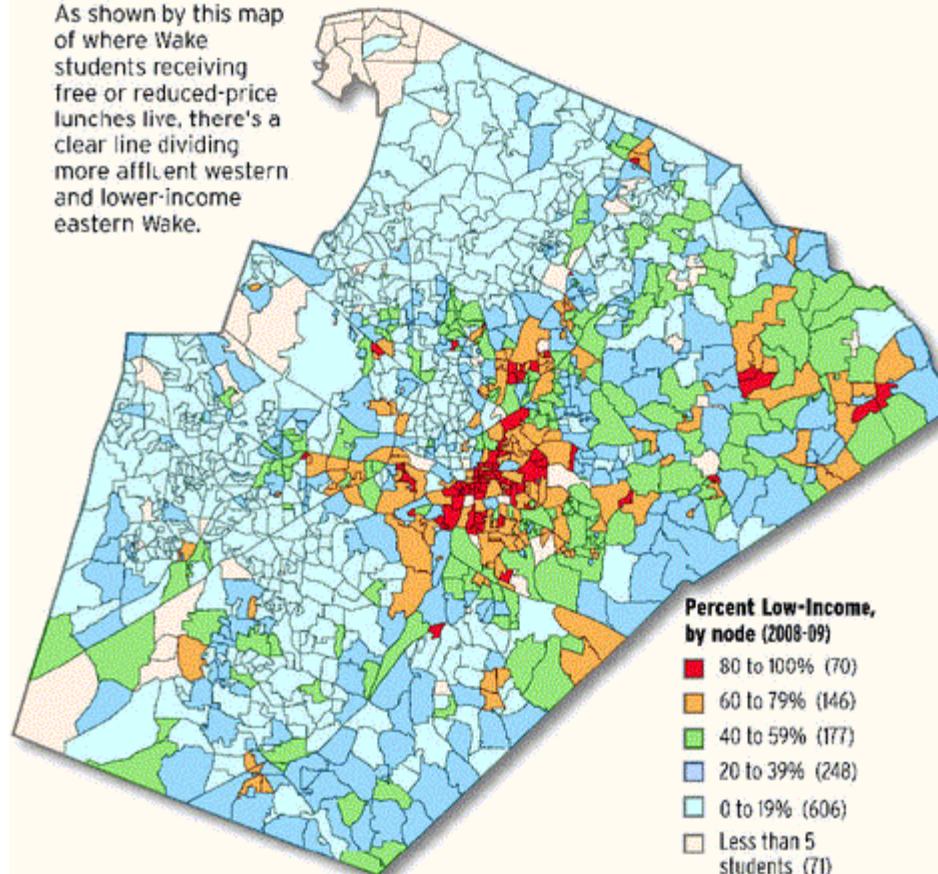 As shown by this map
of where Wake
students receiving
free or reduced-price
lunches live, there's a
clear line dividing
more affluent western
and lower-income
eastern Wake.
Percent Low-Income,
by node (2008-09)
80 to 100% (70)
60 to 79% (146)
40 to 59% (177)
20 to 39% (248)
0 to 19% (606)
Less than 5
students (71)